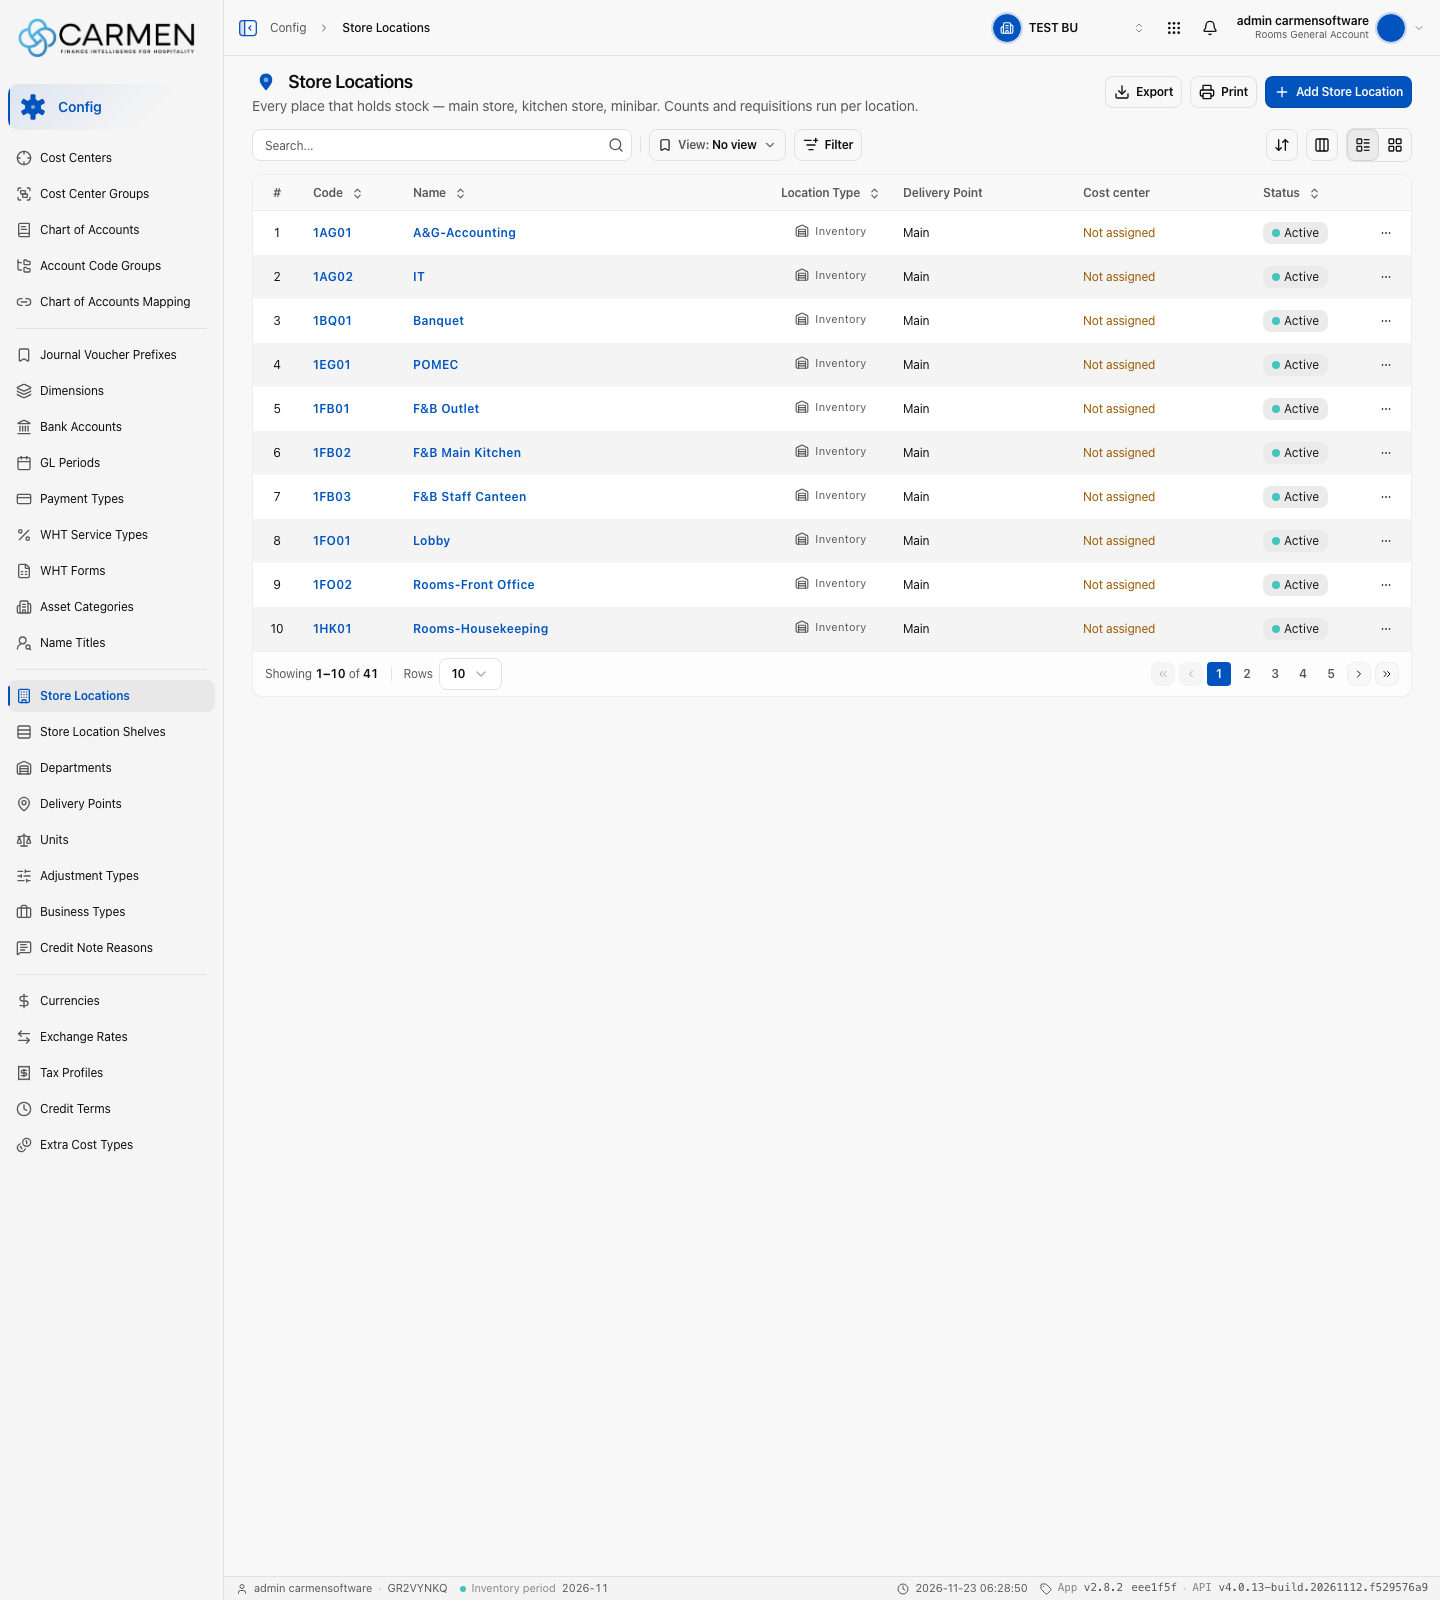 CARMEN
FINANCE INTELLIGENCE FOR HOSPITALITY
Config
Cost Centers
Cost Center Groups
Chart of Accounts
Account Code Groups
Chart of Accounts Mapping
Journal Voucher Prefixes
Dimensions
Bank Accounts
GL Periods
Payment Types
WHT Service Types
WHT Forms
Asset Categories
Name Titles
Store Locations
Store Location Shelves
Departments
Delivery Points
Units
Adjustment Types
Business Types
Credit Note Reasons
Currencies
Exchange Rates
Tax Profiles
Credit Terms
Extra Cost Types
Config > Store Locations
TEST BU
admin carmensoftware
Rooms General Account
Store Locations
Every place that holds stock — main store, kitchen store, minibar. Counts and requisitions run per location.
Export
Print
+ Add Store Location
Search...
View: No view
Filter
# Code Name Location Type Delivery Point Cost center Status
1 1AG01 A&G-Accounting Inventory Main Not assigned Active ...
2 1AG02 IT Inventory Main Not assigned Active ...
3 1BQ01 Banquet Inventory Main Not assigned Active ...
4 1EG01 POMEC Inventory Main Not assigned Active ...
5 1FB01 F&B Outlet Inventory Main Not assigned Active ...
6 1FB02 F&B Main Kitchen Inventory Main Not assigned Active ...
7 1FB03 F&B Staff Canteen Inventory Main Not assigned Active ...
8 1FO01 Lobby Inventory Main Not assigned Active ...
9 1FO02 Rooms-Front Office Inventory Main Not assigned Active ...
10 1HK01 Rooms-Housekeeping Inventory Main Not assigned Active ...
Showing 1–10 of 41 Rows 10 « ‹ 1 2 3 4 5 › »
admin carmensoftware · GR2VYNKQ Inventory period 2026-11
2026-11-23 06:28:50 App v2.8.2 eee1f5f · API v4.0.13-build.20261112.f529576a9